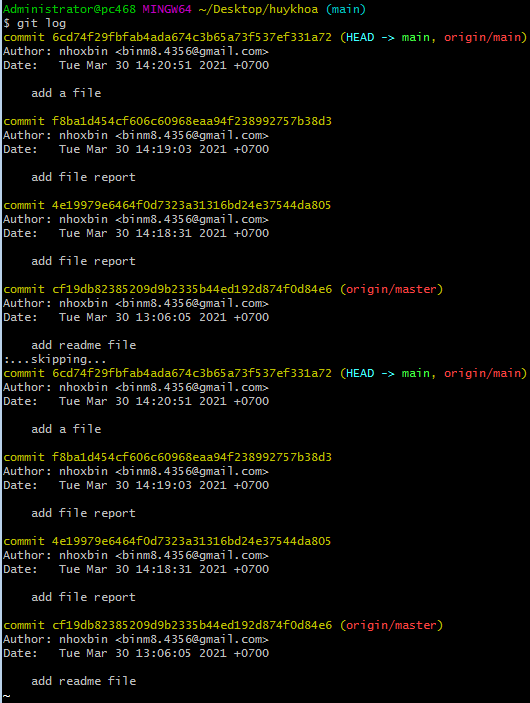 Administrator@pc468 MINGW64 ~/Desktop/huykhoa (main)
$ git log
commit 6cd74f29fbfab4ada674c3b65a73f537ef331a72 (HEAD -> main, origin/main)
Author: nhoxbin <binm8.4356@gmail.com>
Date:   Tue Mar 30 14:20:51 2021 +0700
    add a file
commit f8ba1d454cf606c60968eaa94f238992757b38d3
Author: nhoxbin <binm8.4356@gmail.com>
Date:   Tue Mar 30 14:19:03 2021 +0700
    add file report
commit 4e19979e6464f0d7323a31316bd24e37544da805
Author: nhoxbin <binm8.4356@gmail.com>
Date:   Tue Mar 30 14:18:31 2021 +0700
    add file report
commit cf19db82385209d9b2335b44ed192d874f0d84e6 (origin/master)
Author: nhoxbin <binm8.4356@gmail.com>
Date:   Tue Mar 30 13:06:05 2021 +0700
    add readme file
:...skipping...
commit 6cd74f29fbfab4ada674c3b65a73f537ef331a72 (HEAD -> main, origin/main)
Author: nhoxbin <binm8.4356@gmail.com>
Date:   Tue Mar 30 14:20:51 2021 +0700
    add a file
commit f8ba1d454cf606c60968eaa94f238992757b38d3
Author: nhoxbin <binm8.4356@gmail.com>
Date:   Tue Mar 30 14:19:03 2021 +0700
    add file report
commit 4e19979e6464f0d7323a31316bd24e37544da805
Author: nhoxbin <binm8.4356@gmail.com>
Date:   Tue Mar 30 14:18:31 2021 +0700
    add file report
commit cf19db82385209d9b2335b44ed192d874f0d84e6 (origin/master)
Author: nhoxbin <binm8.4356@gmail.com>
Date:   Tue Mar 30 13:06:05 2021 +0700
    add readme file
~